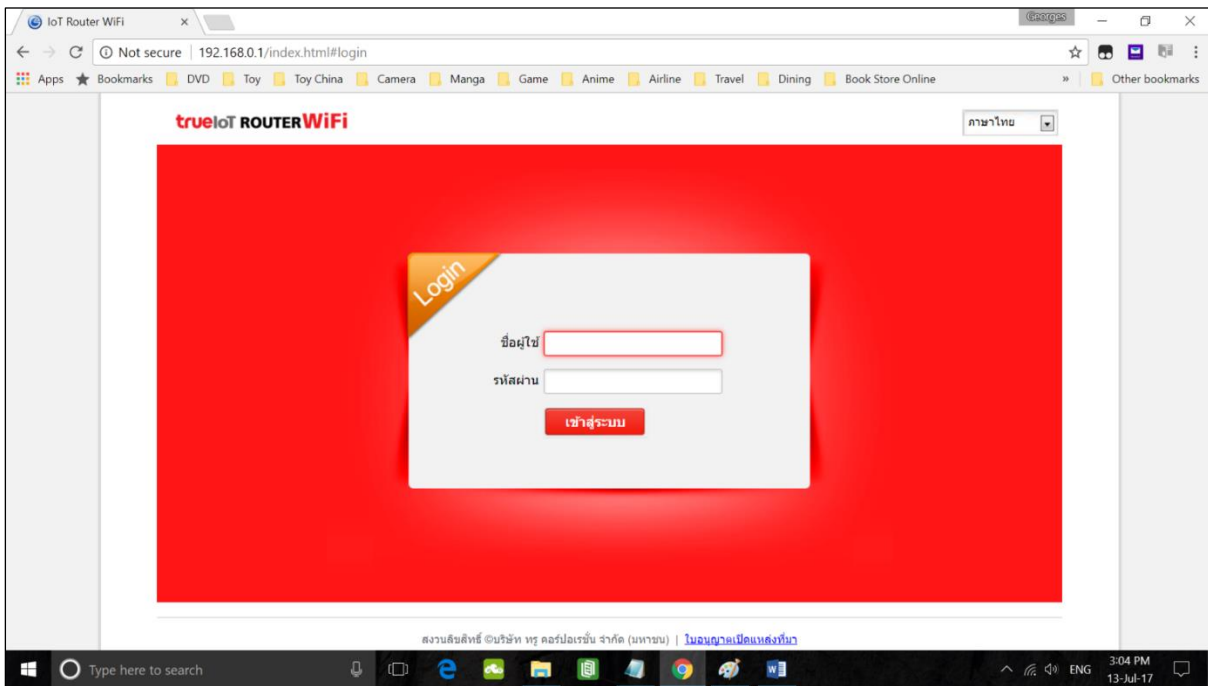 IoT Router WiFi
Georges
Not secure | 192.168.0.1/index.html#login
Apps Bookmarks DVD Toy Toy China Camera Manga Game Anime Airline Travel Dining Book Store Online » Other bookmarks
trueIoT ROUTER WiFi
ภาษาไทย
Login
ชื่อผู้ใช้
รหัสผ่าน
เข้าสู่ระบบ
สงวนลิขสิทธิ์ ©บริษัท ทรู คอร์ปอเรชั่น จำกัด (มหาชน) | ใบอนุญาตเปิดแหล่งที่มา
Type here to search
ENG
3:04 PM
13-Jul-17